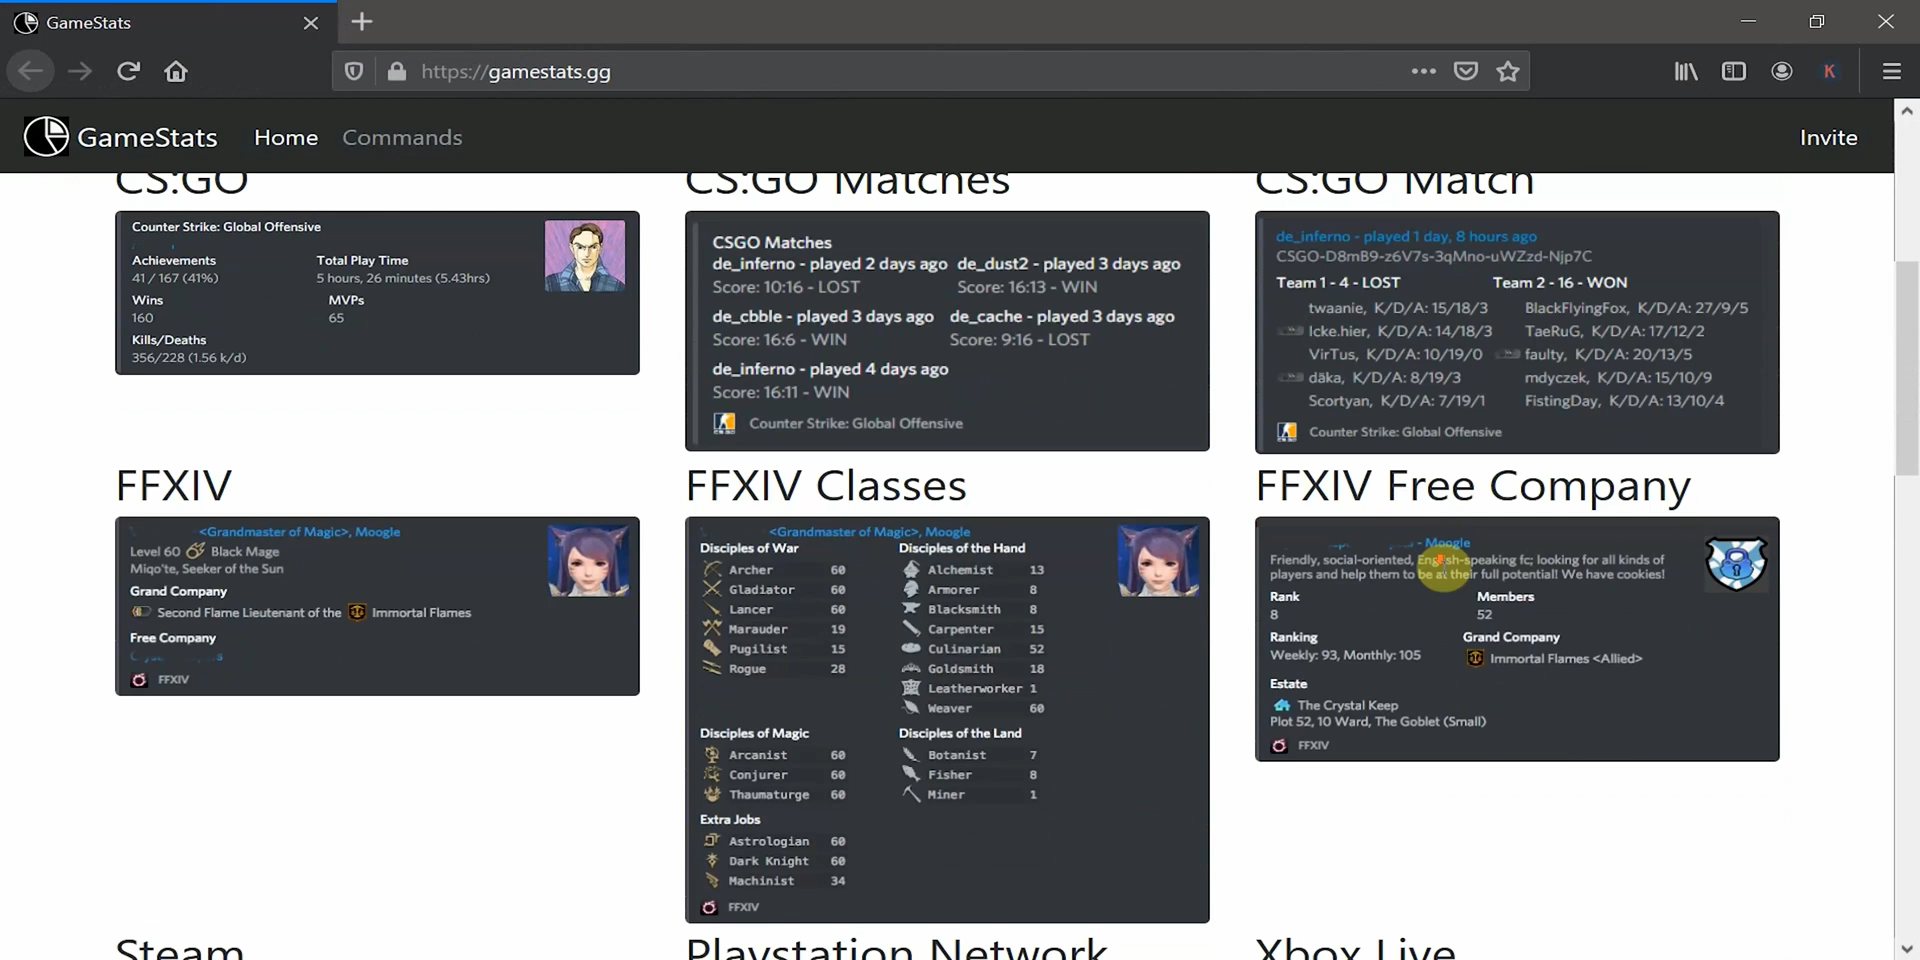 GameStats
https://gamestats.gg
K
GameStats Home Commands Invite
CS:GO
Counter Strike: Global Offensive
Achievements Total Play Time
41 / 167 (41%) 5 hours, 26 minutes (5.43hrs)
Wins MVPs
160 65
Kills/Deaths
356/228 (1.56 k/d)
CS:GO Matches
CSGO Matches
de_inferno - played 2 days ago de_dust2 - played 3 days ago
Score: 10:16 - LOST Score: 16:13 - WIN
de_cbble - played 3 days ago de_cache - played 3 days ago
Score: 16:6 - WIN Score: 9:16 - LOST
de_inferno - played 4 days ago
Score: 16:11 - WIN
Counter Strike: Global Offensive
CS:GO Match
de_inferno - played 1 day, 8 hours ago
CSGO-D8mB9-z6V7s-3qMno-uWZzd-Njp7C
Team 1 - 4 - LOST Team 2 - 16 - WON
twaanie, K/D/A: 15/18/3 BlackFlyingFox, K/D/A: 27/9/5
Icke.hier, K/D/A: 14/18/3 TaeRuG, K/D/A: 17/12/2
VirTus, K/D/A: 10/19/0 faulty, K/D/A: 20/13/5
däka, K/D/A: 8/19/3 mdyczek, K/D/A: 15/10/9
Scortyan, K/D/A: 7/19/1 FistingDay, K/D/A: 13/10/4
Counter Strike: Global Offensive
FFXIV
<Grandmaster of Magic>, Moogle
Level 60 Black Mage
Miqo'te, Seeker of the Sun
Grand Company
Second Flame Lieutenant of the Immortal Flames
Free Company
FFXIV
FFXIV Classes
<Grandmaster of Magic>, Moogle
Disciples of War Disciples of the Hand
Archer 60 Alchemist 13
Gladiator 60 Armorer 8
Lancer 60 Blacksmith 8
Marauder 19 Carpenter 15
Pugilist 15 Culinarian 52
Rogue 28 Goldsmith 18
Leatherworker 1
Weaver 60
Disciples of Magic Disciples of the Land
Arcanist 60 Botanist 7
Conjurer 60 Fisher 8
Thaumaturge 60 Miner 1
Extra Jobs
Astrologian 60
Dark Knight 60
Machinist 34
FFXIV
FFXIV Free Company
- Moogle
Friendly, social-oriented, English-speaking fc; looking for all kinds of
players and help them to be at their full potential! We have cookies!
Rank Members
8 52
Ranking Grand Company
Weekly: 93, Monthly: 105 Immortal Flames <Allied>
Estate
The Crystal Keep
Plot 52, 10 Ward, The Goblet (Small)
FFXIV
Steam Playstation Network Xbox Live